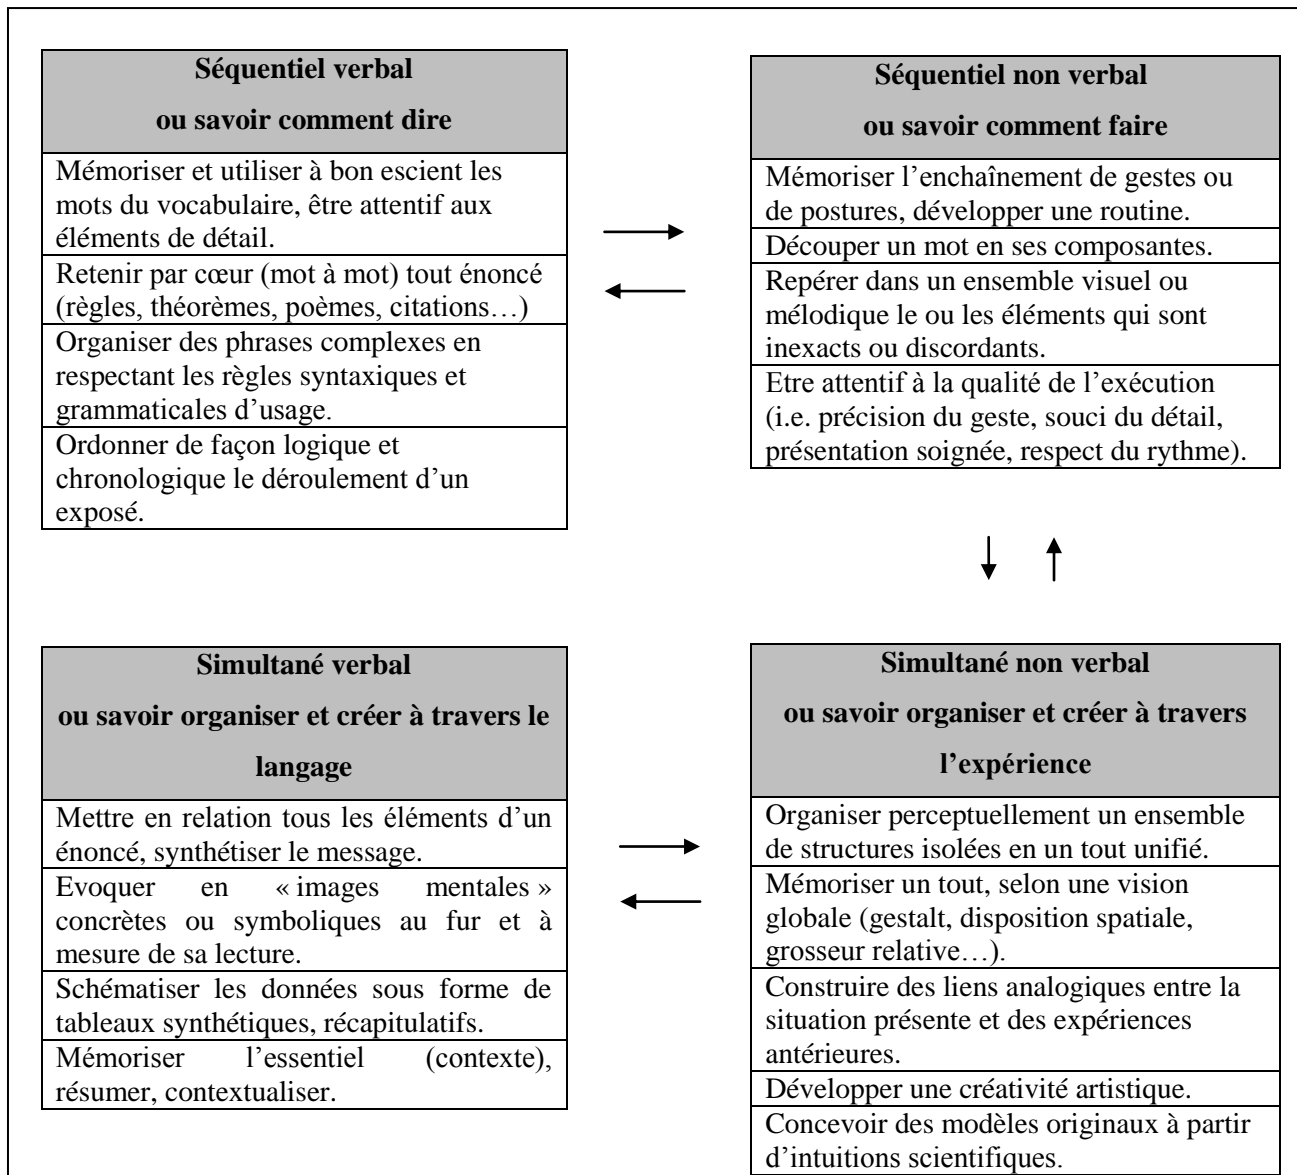 Séquentiel verbal
ou savoir comment dire
Mémoriser et utiliser à bon escient les
mots du vocabulaire, être attentif aux
éléments de détail.
Retenir par cœur (mot à mot) tout énoncé
(règles, théorèmes, poèmes, citations…)
Organiser des phrases complexes en
respectant les règles syntaxiques et
grammaticales d’usage.
Ordonner de façon logique et
chronologique le déroulement d’un
exposé.
Séquentiel non verbal
ou savoir comment faire
Mémoriser l’enchaînement de gestes ou
de postures, développer une routine.
Découper un mot en ses composantes.
Repérer dans un ensemble visuel ou
mélodique le ou les éléments qui sont
inexacts ou discordants.
Etre attentif à la qualité de l’exécution
(i.e. précision du geste, souci du détail,
présentation soignée, respect du rythme).
Simultané verbal
ou savoir organiser et créer à travers le
langage
Mettre en relation tous les éléments d’un
énoncé, synthétiser le message.
Evoquer en « images mentales »
concrètes ou symboliques au fur et à
mesure de sa lecture.
Schématiser les données sous forme de
tableaux synthétiques, récapitulatifs.
Mémoriser l’essentiel (contexte),
résumer, contextualiser.
Simultané non verbal
ou savoir organiser et créer à travers
l’expérience
Organiser perceptuellement un ensemble
de structures isolées en un tout unifié.
Mémoriser un tout, selon une vision
globale (gestalt, disposition spatiale,
grosseur relative…).
Construire des liens analogiques entre la
situation présente et des expériences
antérieures.
Développer une créativité artistique.
Concevoir des modèles originaux à partir
d’intuitions scientifiques.